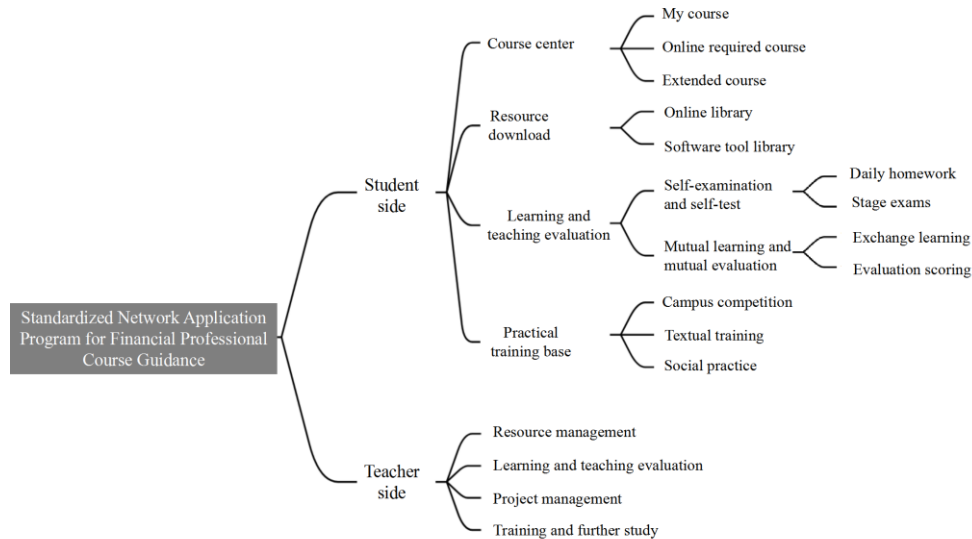 Standardized Network Application
Program for Financial Professional
Course Guidance
Student
side
Course center
My course
Online required course
Extended course
Resource
download
Online library
Software tool library
Learning and
teaching evaluation
Self-examination
and self-test
Daily homework
Stage exams
Mutual learning and
mutual evaluation
Exchange learning
Evaluation scoring
Practical
training base
Campus competition
Textual training
Social practice
Teacher
side
Resource management
Learning and teaching evaluation
Project management
Training and further study